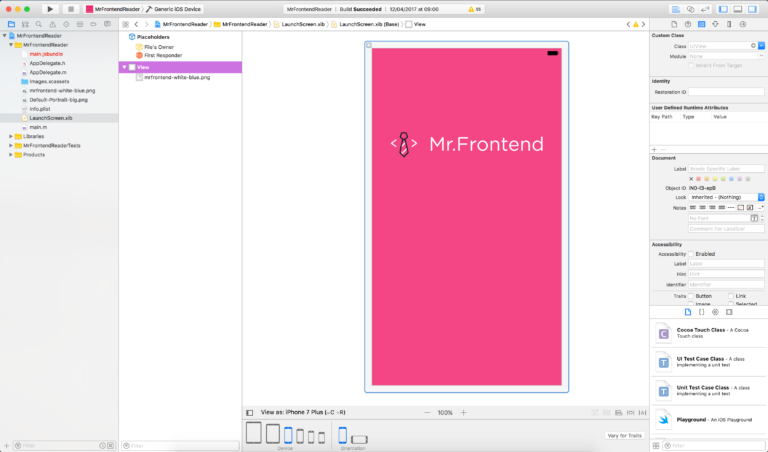 MrFrontendReader
Generic iOS Device
MrFrontendReader
Build Succeeded
12/04/2017 at 09:00
MrFrontendReader
MrFrontendReader
LaunchScreen.xib
LaunchScreen.xib (Base)
View
MrFrontendReader
MrFrontendReader
main.jsbundle
AppDelegate.h
AppDelegate.m
Images.xcassets
mrfrontend-white-blue.png
Default-Portrait-big.png
Info.plist
LaunchScreen.xib
main.m
Libraries
MrFrontendReaderTests
Products
Filter
Placeholders
File's Owner
First Responder
View
mrfrontend-white-blue.png
Filter
</> Mr.Frontend
View as: iPhone 7 Plus
100%
Device
Orientation
Vary for Traits
Custom Class
Class UIView
Module None
Inherit From Target
Identity
Restoration ID
User Defined Runtime Attributes
Key Path Type Value
Document
Label Xcode Specific Label
Object ID
Lock Inherited - (Nothing)
Notes
No Font
Comment For Localizer
Accessibility
Accessibility Enabled
Label Label
Hint Hint
Identifier Identifier
Traits Button Link
Image Selected
Cocoa Touch Class - A Cocoa
Touch class
UI Test Case Class - A class
implementing a unit test
Unit Test Case Class - A class
implementing a unit test
Playground - An iOS Playground
Filter